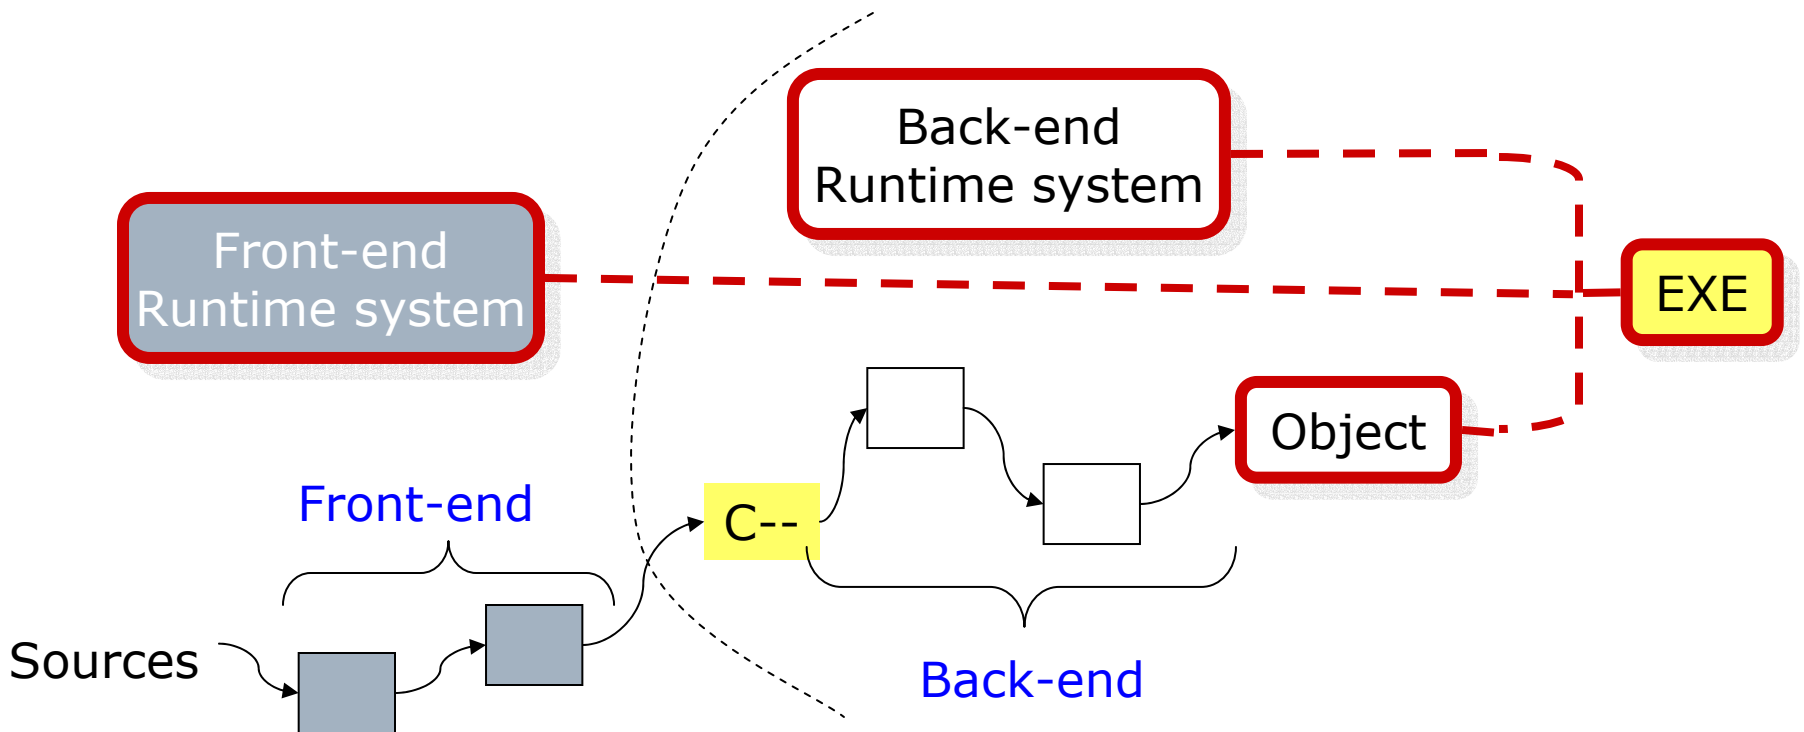 Back-end
Runtime system
Front-end
Runtime system
EXE
Object
Front-end
C--
Sources
Back-end